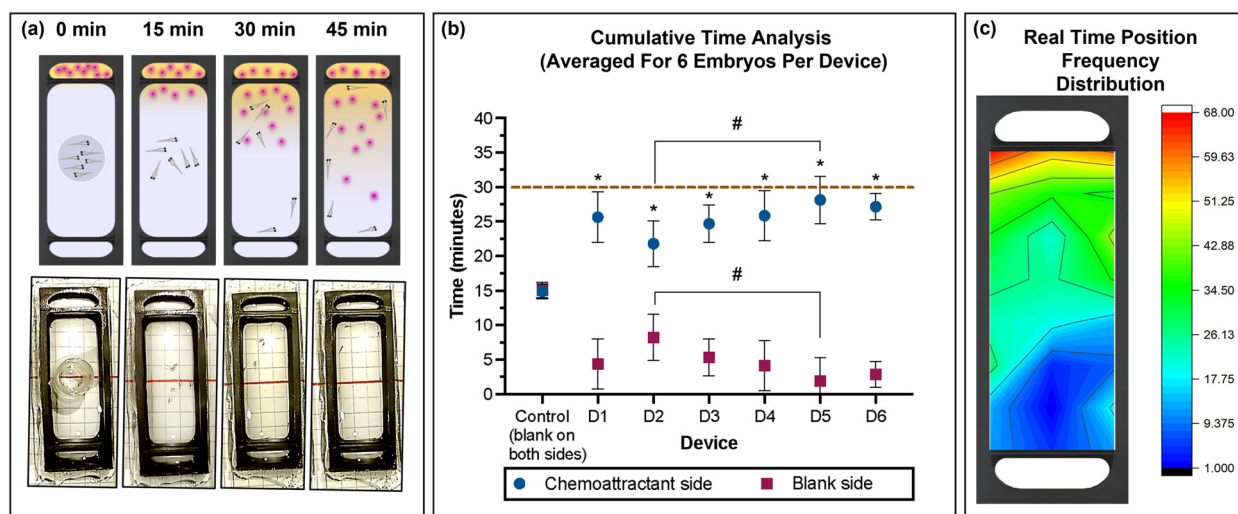 (a) 0 min 15 min 30 min 45 min
(b)
Cumulative Time Analysis
(Averaged For 6 Embryos Per Device)
Time (minutes)
40
35
30
25
20
15
10
5
0
#
* * * * * *
#
Control
(blank on
both sides)
D1 D2 D3 D4 D5 D6
Device
Chemoattractant side Blank side
(c) Real Time Position
Frequency
Distribution
68.00
59.63
51.25
42.88
34.50
26.13
17.75
9.375
1.000